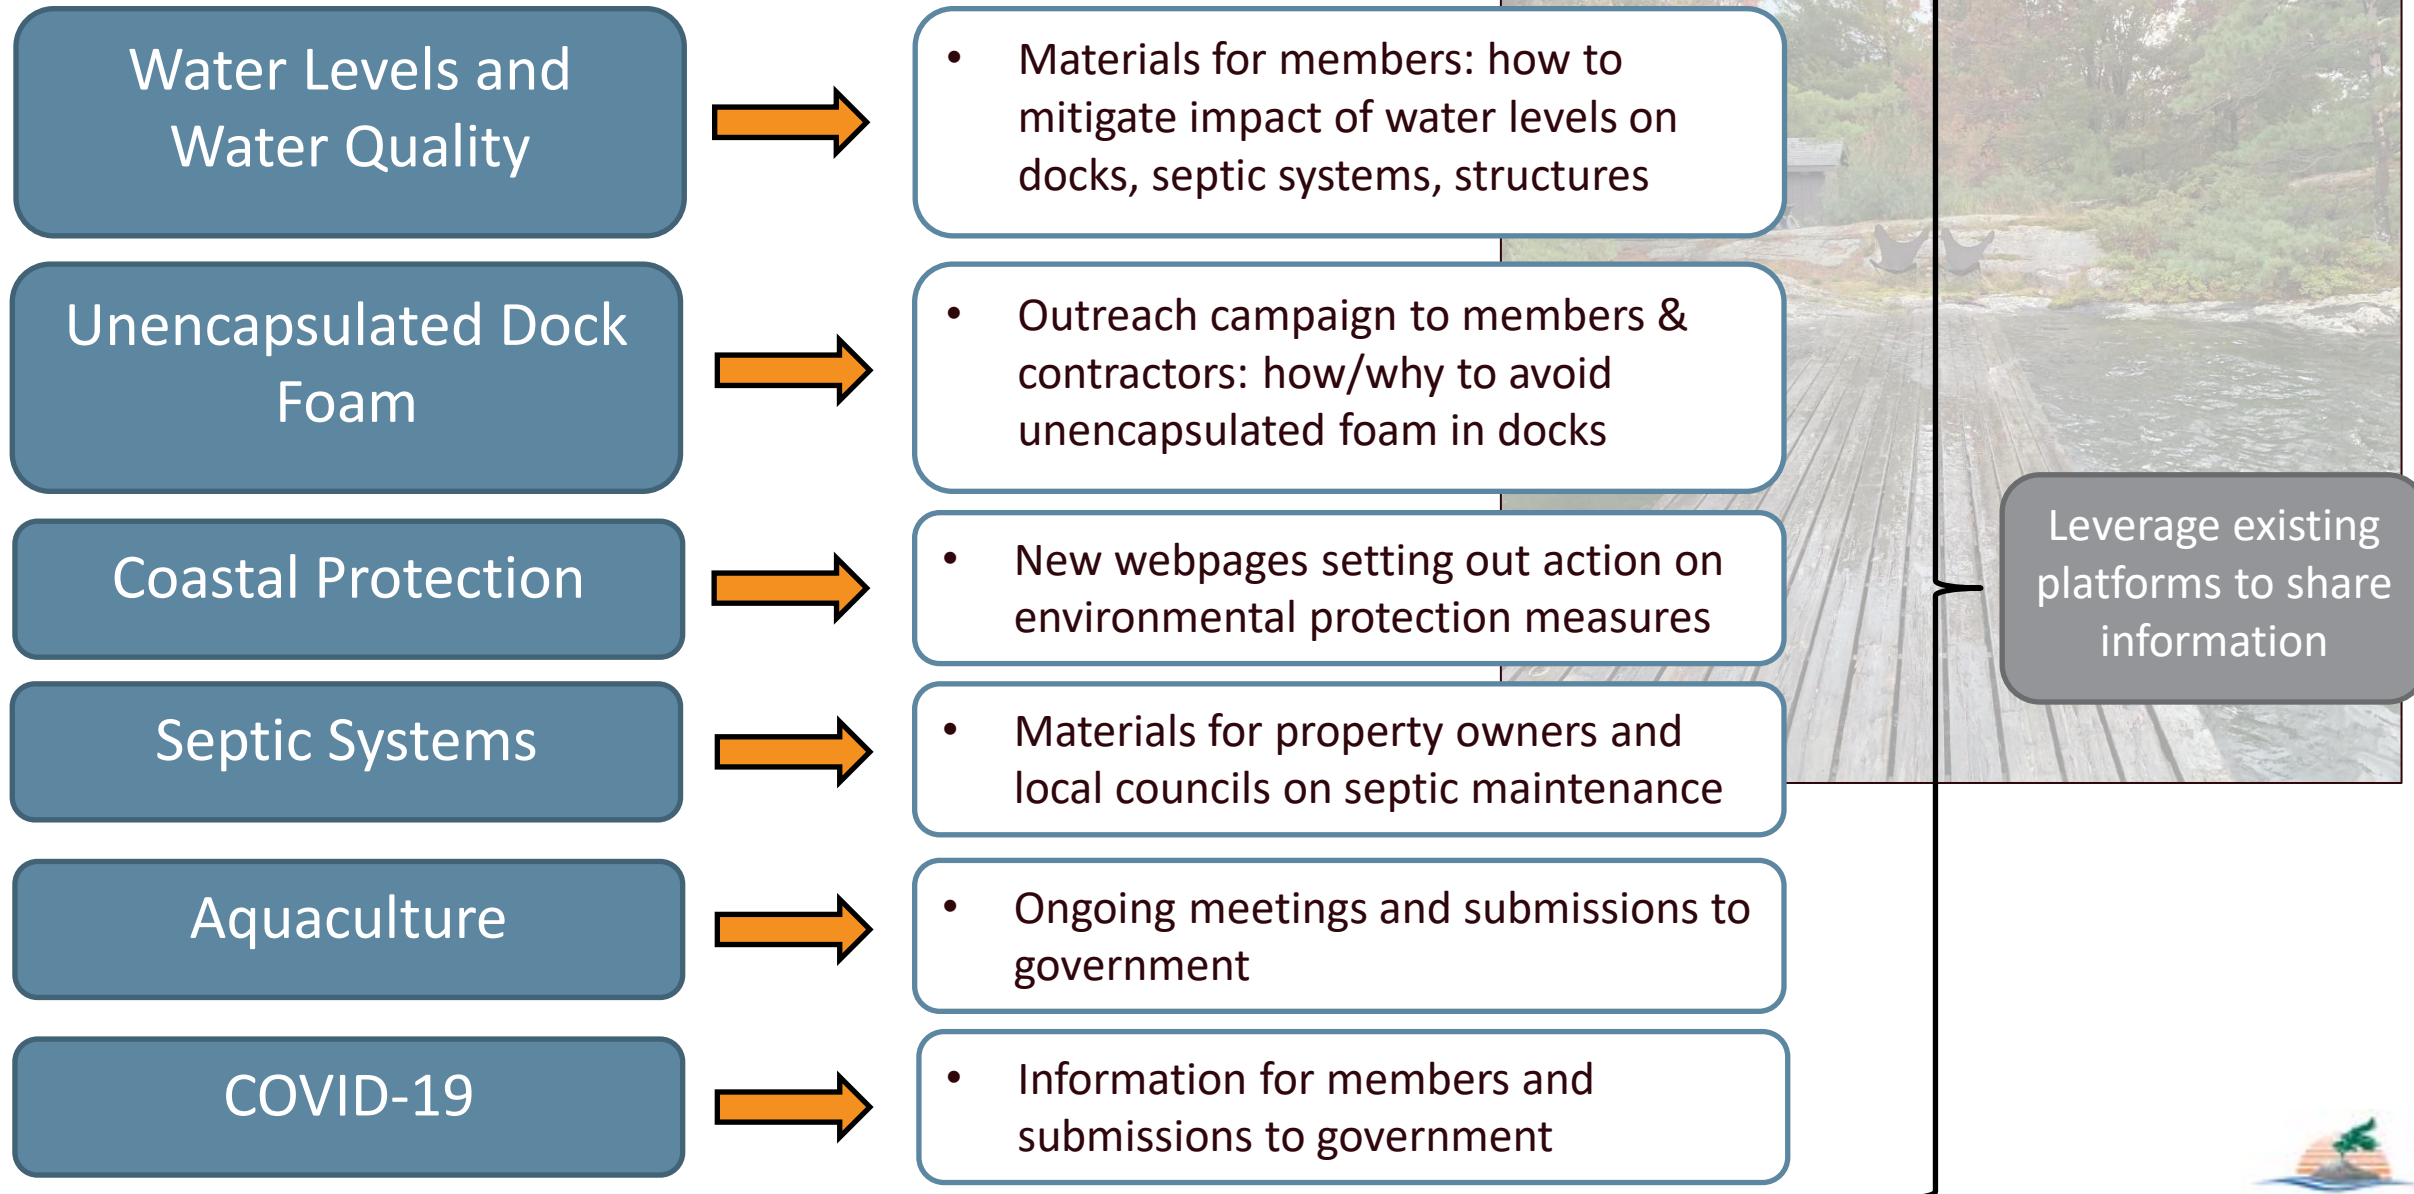 Water Levels and
Water Quality
• Materials for members: how to
mitigate impact of water levels on
docks, septic systems, structures
Unencapsulated Dock
Foam
• Outreach campaign to members &
contractors: how/why to avoid
unencapsulated foam in docks
Coastal Protection
• New webpages setting out action on
environmental protection measures
Septic Systems
• Materials for property owners and
local councils on septic maintenance
Aquaculture
• Ongoing meetings and submissions to
government
COVID-19
• Information for members and
submissions to government
Leverage existing
platforms to share
information